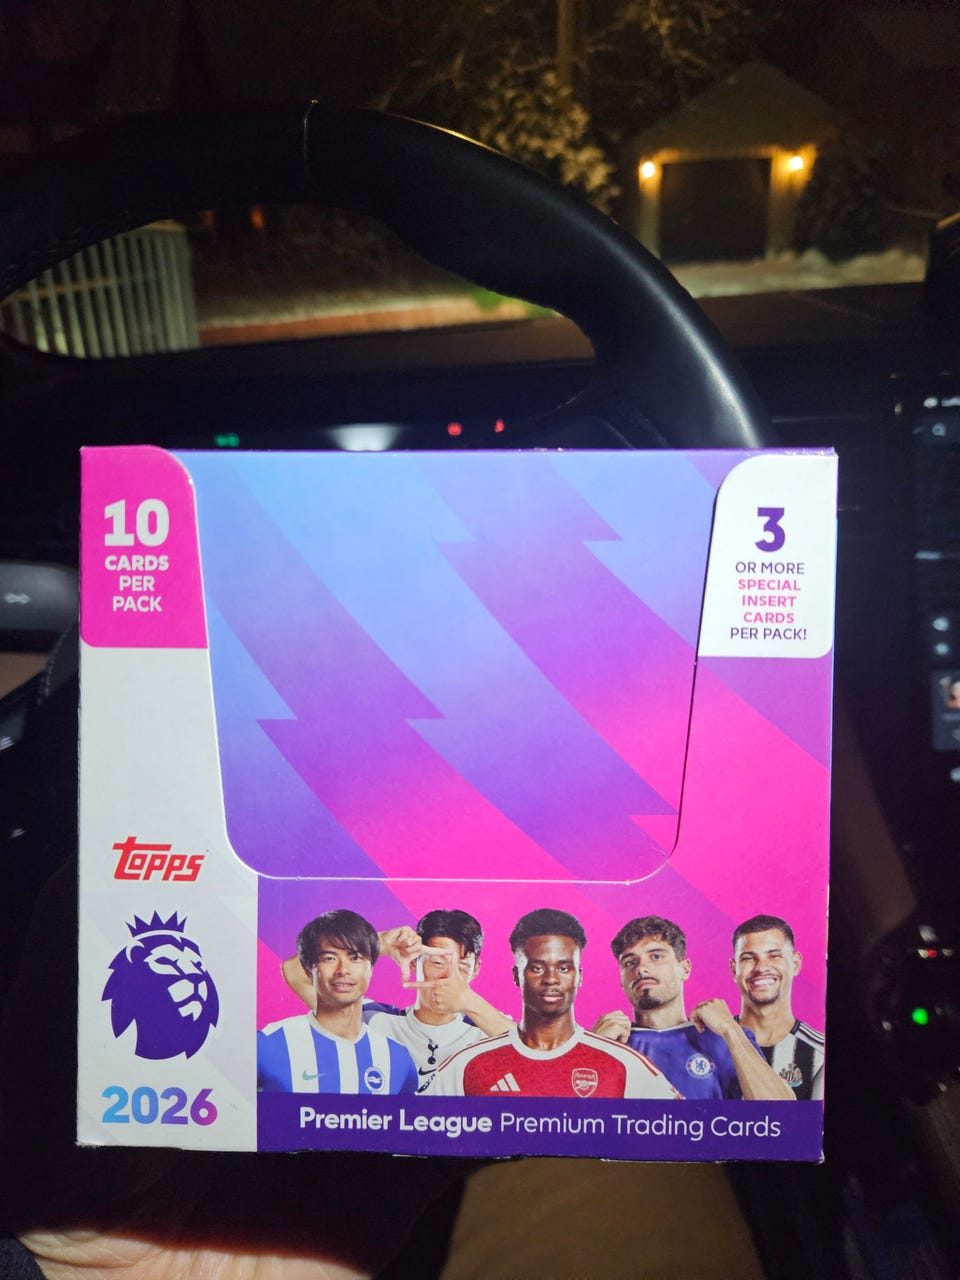 10
CARDS
PER
PACK
3
OR MORE
SPECIAL
INSERT
CARDS
PER PACK!
Topps
2026
Arsenal
Premier League Premium Trading Cards